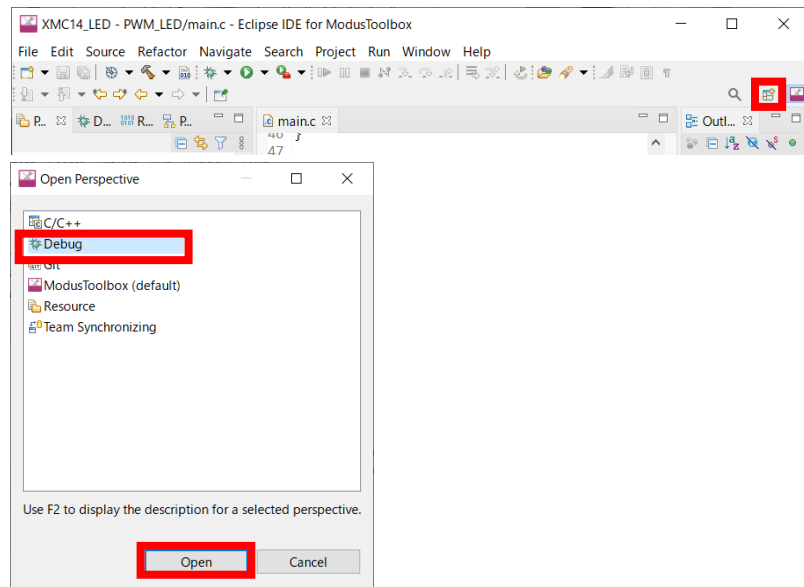 XMC14_LED - PWM_LED/main.c - Eclipse IDE for ModusToolbox
File Edit Source Refactor Navigate Search Project Run Window Help
P... D... R... P... main.c Outl...
46 }
47
Open Perspective
C/C++
Debug
Git
ModusToolbox (default)
Resource
Team Synchronizing
Use F2 to display the description for a selected perspective.
Open Cancel